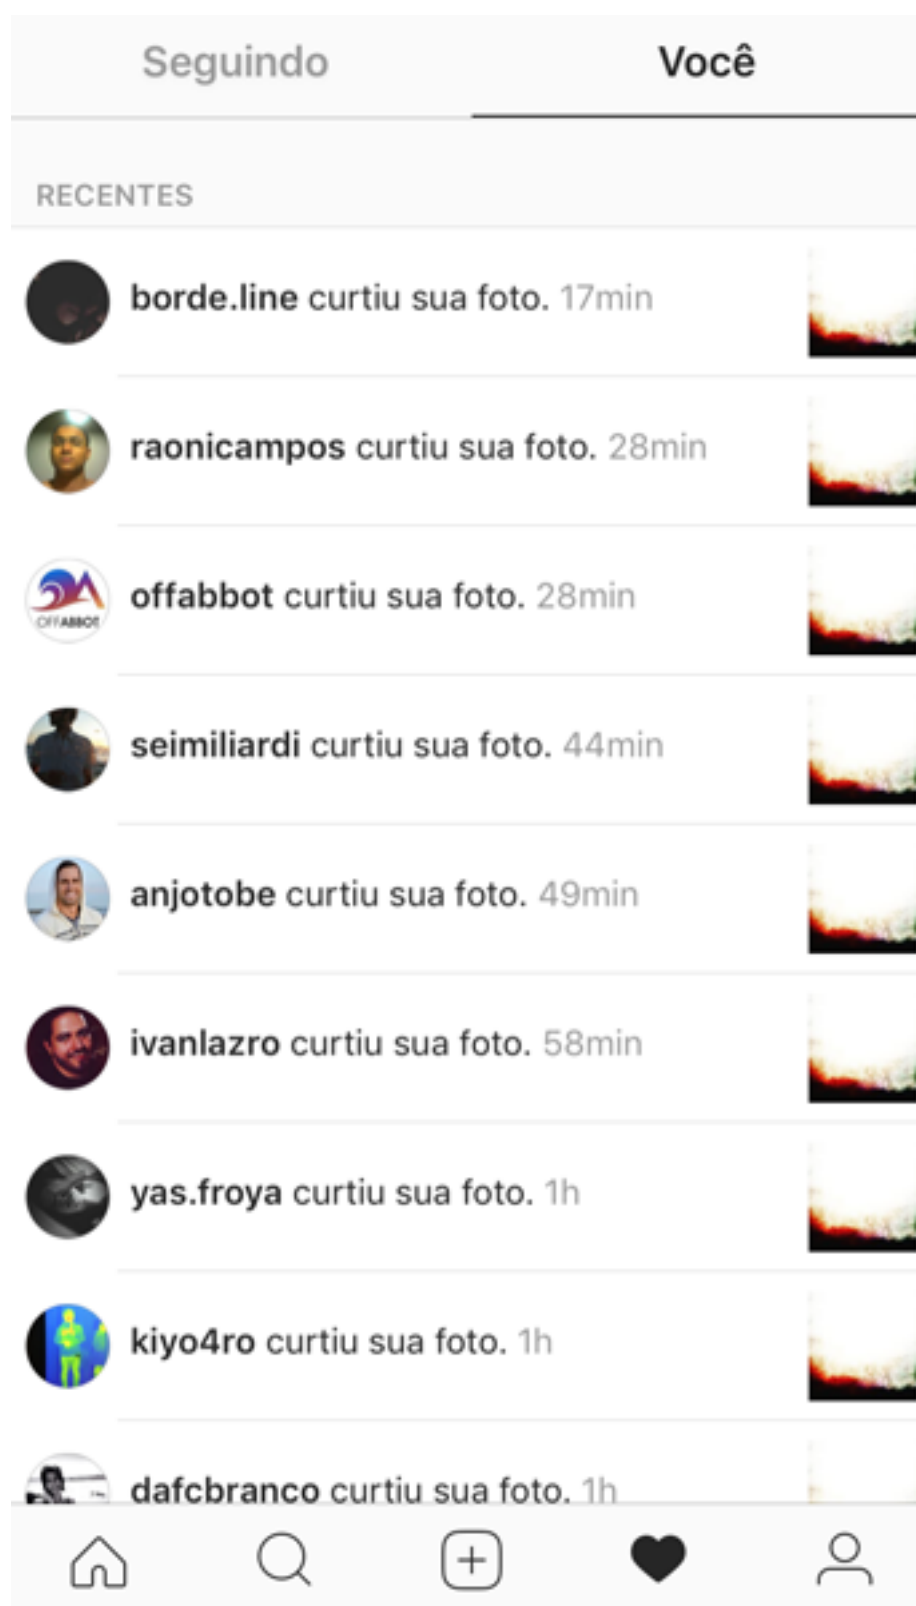 Seguindo
Você
RECENTES
borde.line curtiu sua foto. 17min
raonicampos curtiu sua foto. 28min
OFFABBOT
offabbot curtiu sua foto. 28min
seimiliardi curtiu sua foto. 44min
anjotobe curtiu sua foto. 49min
ivanlazro curtiu sua foto. 58min
yas.froya curtiu sua foto. 1h
kiyo4ro curtiu sua foto. 1h
dafcbranco curtiu sua foto. 1h